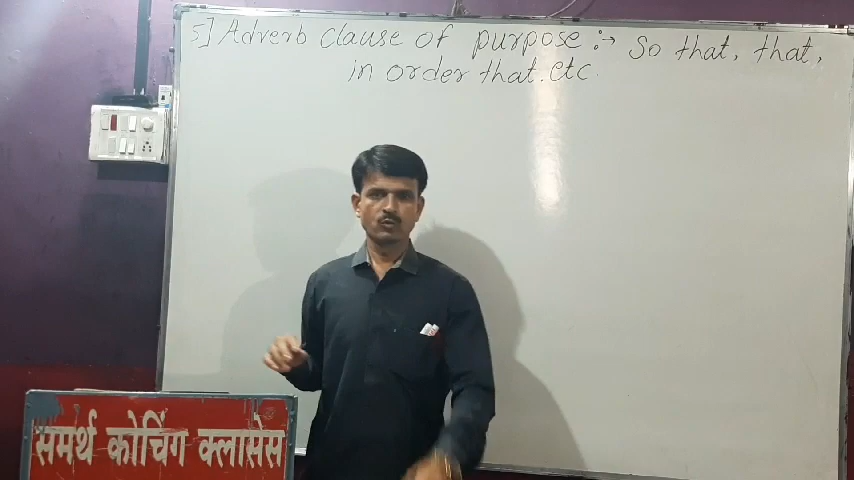 5] Adverb clause of purpose :→ So that, that,
in order that. etc.
समर्थ कोचिंग क्लासेस